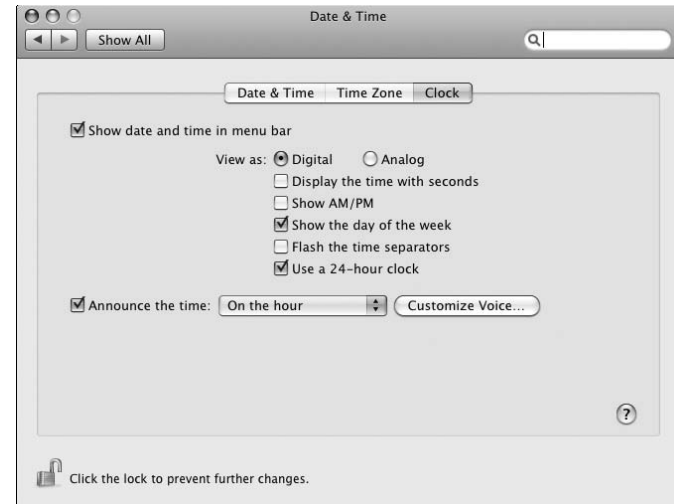 Date & Time
Show All
Date & Time Time Zone Clock
Show date and time in menu bar
View as: Digital Analog
Display the time with seconds
Show AM/PM
Show the day of the week
Flash the time separators
Use a 24-hour clock
Announce the time: On the hour Customize Voice...
?
Click the lock to prevent further changes.